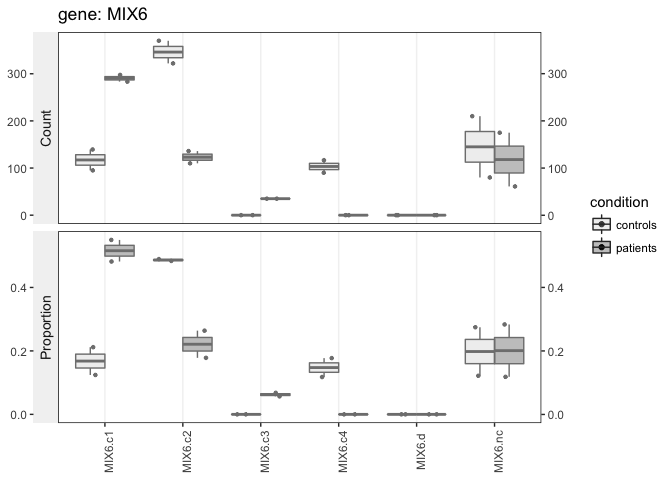 gene: MIX6
Count
300
200
100
0
300
200
100
0
Proportion
0.4
0.2
0.0
0.4
0.2
0.0
MIX6.c1
MIX6.c2
MIX6.c3
MIX6.c4
MIX6.d
MIX6.nc
condition
controls
patients